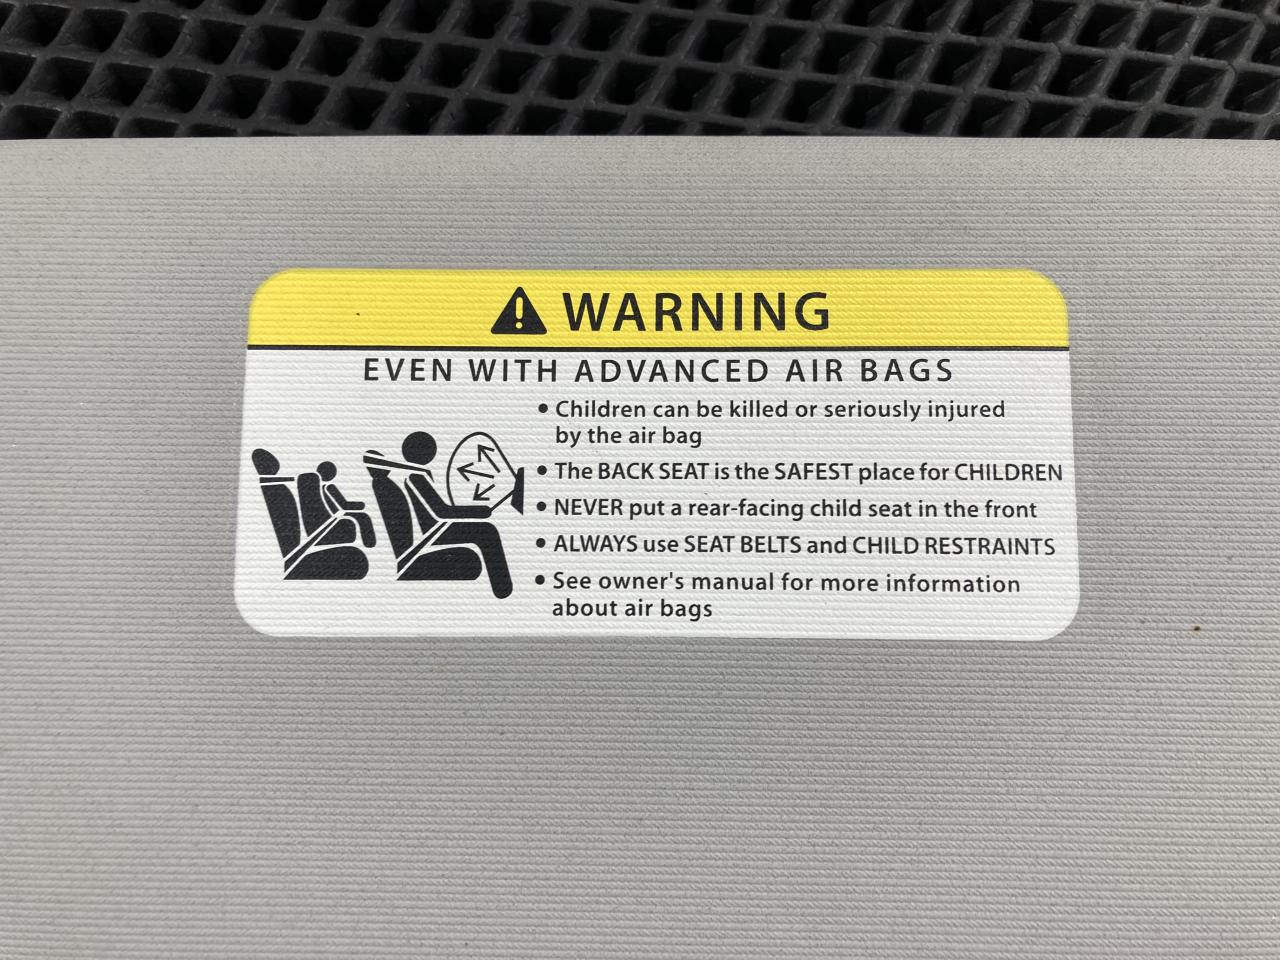 WARNING
EVEN WITH ADVANCED AIR BAGS
• Children can be killed or seriously injured
by the air bag
• The BACK SEAT is the SAFEST place for CHILDREN
• NEVER put a rear-facing child seat in the front
• ALWAYS use SEAT BELTS and CHILD RESTRAINTS
• See owner's manual for more information
about air bags